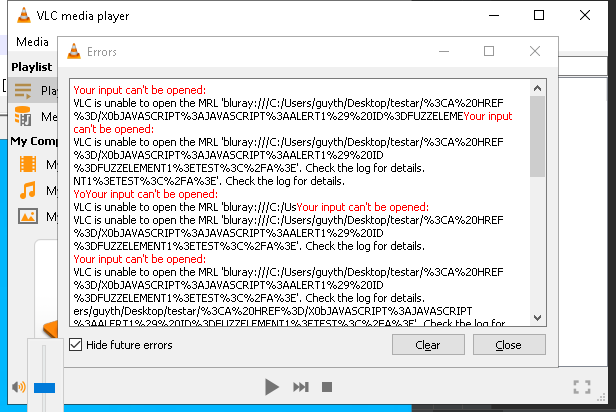 VLC media player
Media
Errors
Playlist
Your input can't be opened:
VLC is unable to open the MRL 'bluray:///C:/Users/guyth/Desktop/testar/%3CA%20HREF
%3D/X0bJAVASCRIPT%3AJAVASCRIPT%3AALERT1%29%20ID%3DFUZZELEMEYour input
can't be opened:
VLC is unable to open the MRL 'bluray:///C:/Users/guyth/Desktop/testar/%3CA%20HREF
%3D/X0bJAVASCRIPT%3AJAVASCRIPT%3AALERT1%29%20ID
%3DFUZZELEMENT1%3ETEST%3C%2FA%3E'. Check the log for details.
NT1%3ETEST%3C%2FA%3E'. Check the log for details.
YoYour input can't be opened:
VLC is unable to open the MRL 'bluray:///C:/UsYour input can't be opened:
VLC is unable to open the MRL 'bluray:///C:/Users/guyth/Desktop/testar/%3CA%20HREF
%3D/X0bJAVASCRIPT%3AJAVASCRIPT%3AALERT1%29%20ID
%3DFUZZELEMENT1%3ETEST%3C%2FA%3E'. Check the log for details.
Your input can't be opened:
VLC is unable to open the MRL 'bluray:///C:/Users/guyth/Desktop/testar/%3CA%20HREF
%3D/X0bJAVASCRIPT%3AJAVASCRIPT%3AALERT1%29%20ID
%3DFUZZELEMENT1%3ETEST%3C%2FA%3E'. Check the log for details.
ers/guyth/Desktop/testar/%3CA%20HREF%3D/X0bJAVASCRIPT%3AJAVASCRIPT
%3AALERT1%29%20ID%3DFUZZELEMENT1%3ETEST%3C%2FA%3E'. Check the log for
Play
Me
My Comp
My
My
My
Hide future errors
Clear
Close